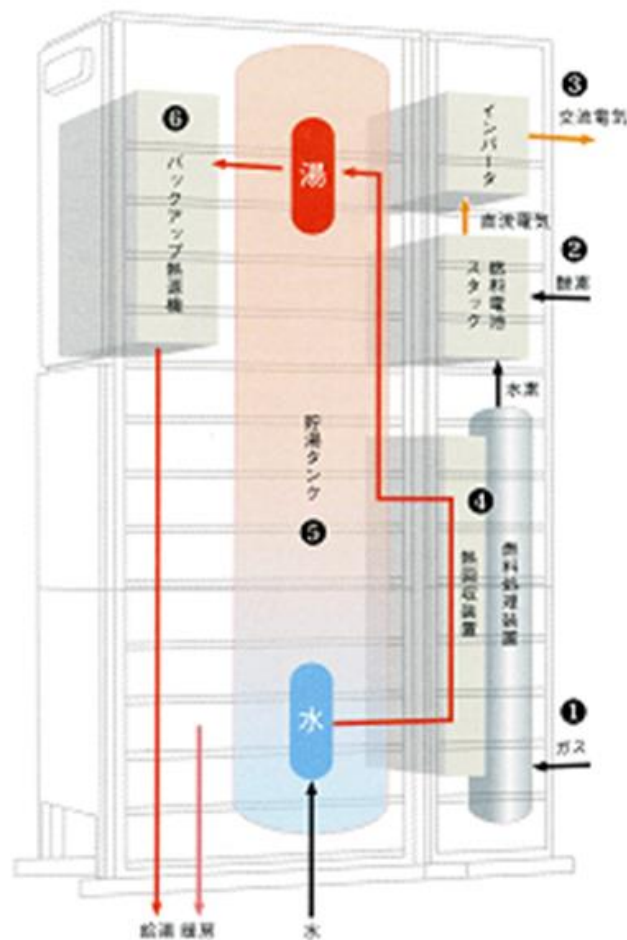 ❸
交流電気
インバータ
直流電気
❷
酸素
燃料電池
スタック
水素
❻
バックアップ熱源機
湯
貯湯タンク
❺
❹
熱回収装置
燃料処理装置
❶
ガス
水
給湯
暖房
水